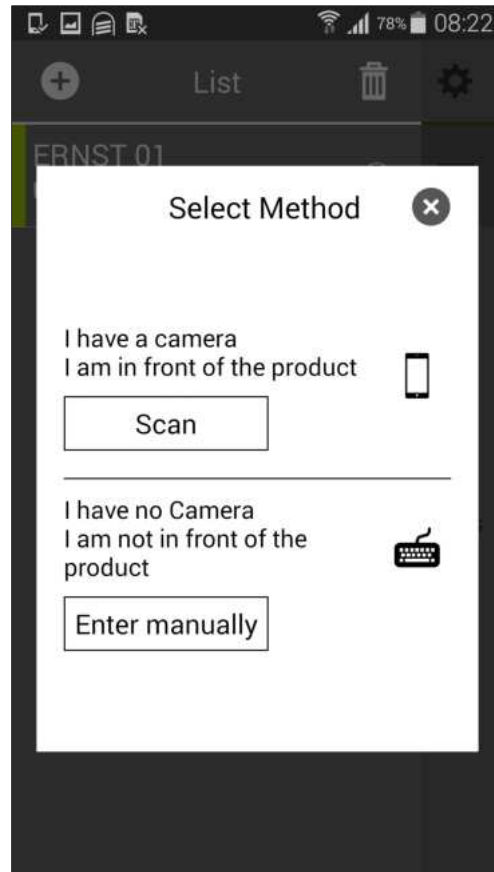 78% 08:22
List
ERNST 01
Select Method
I have a camera
I am in front of the product
Scan
I have no Camera
I am not in front of the
product
Enter manually